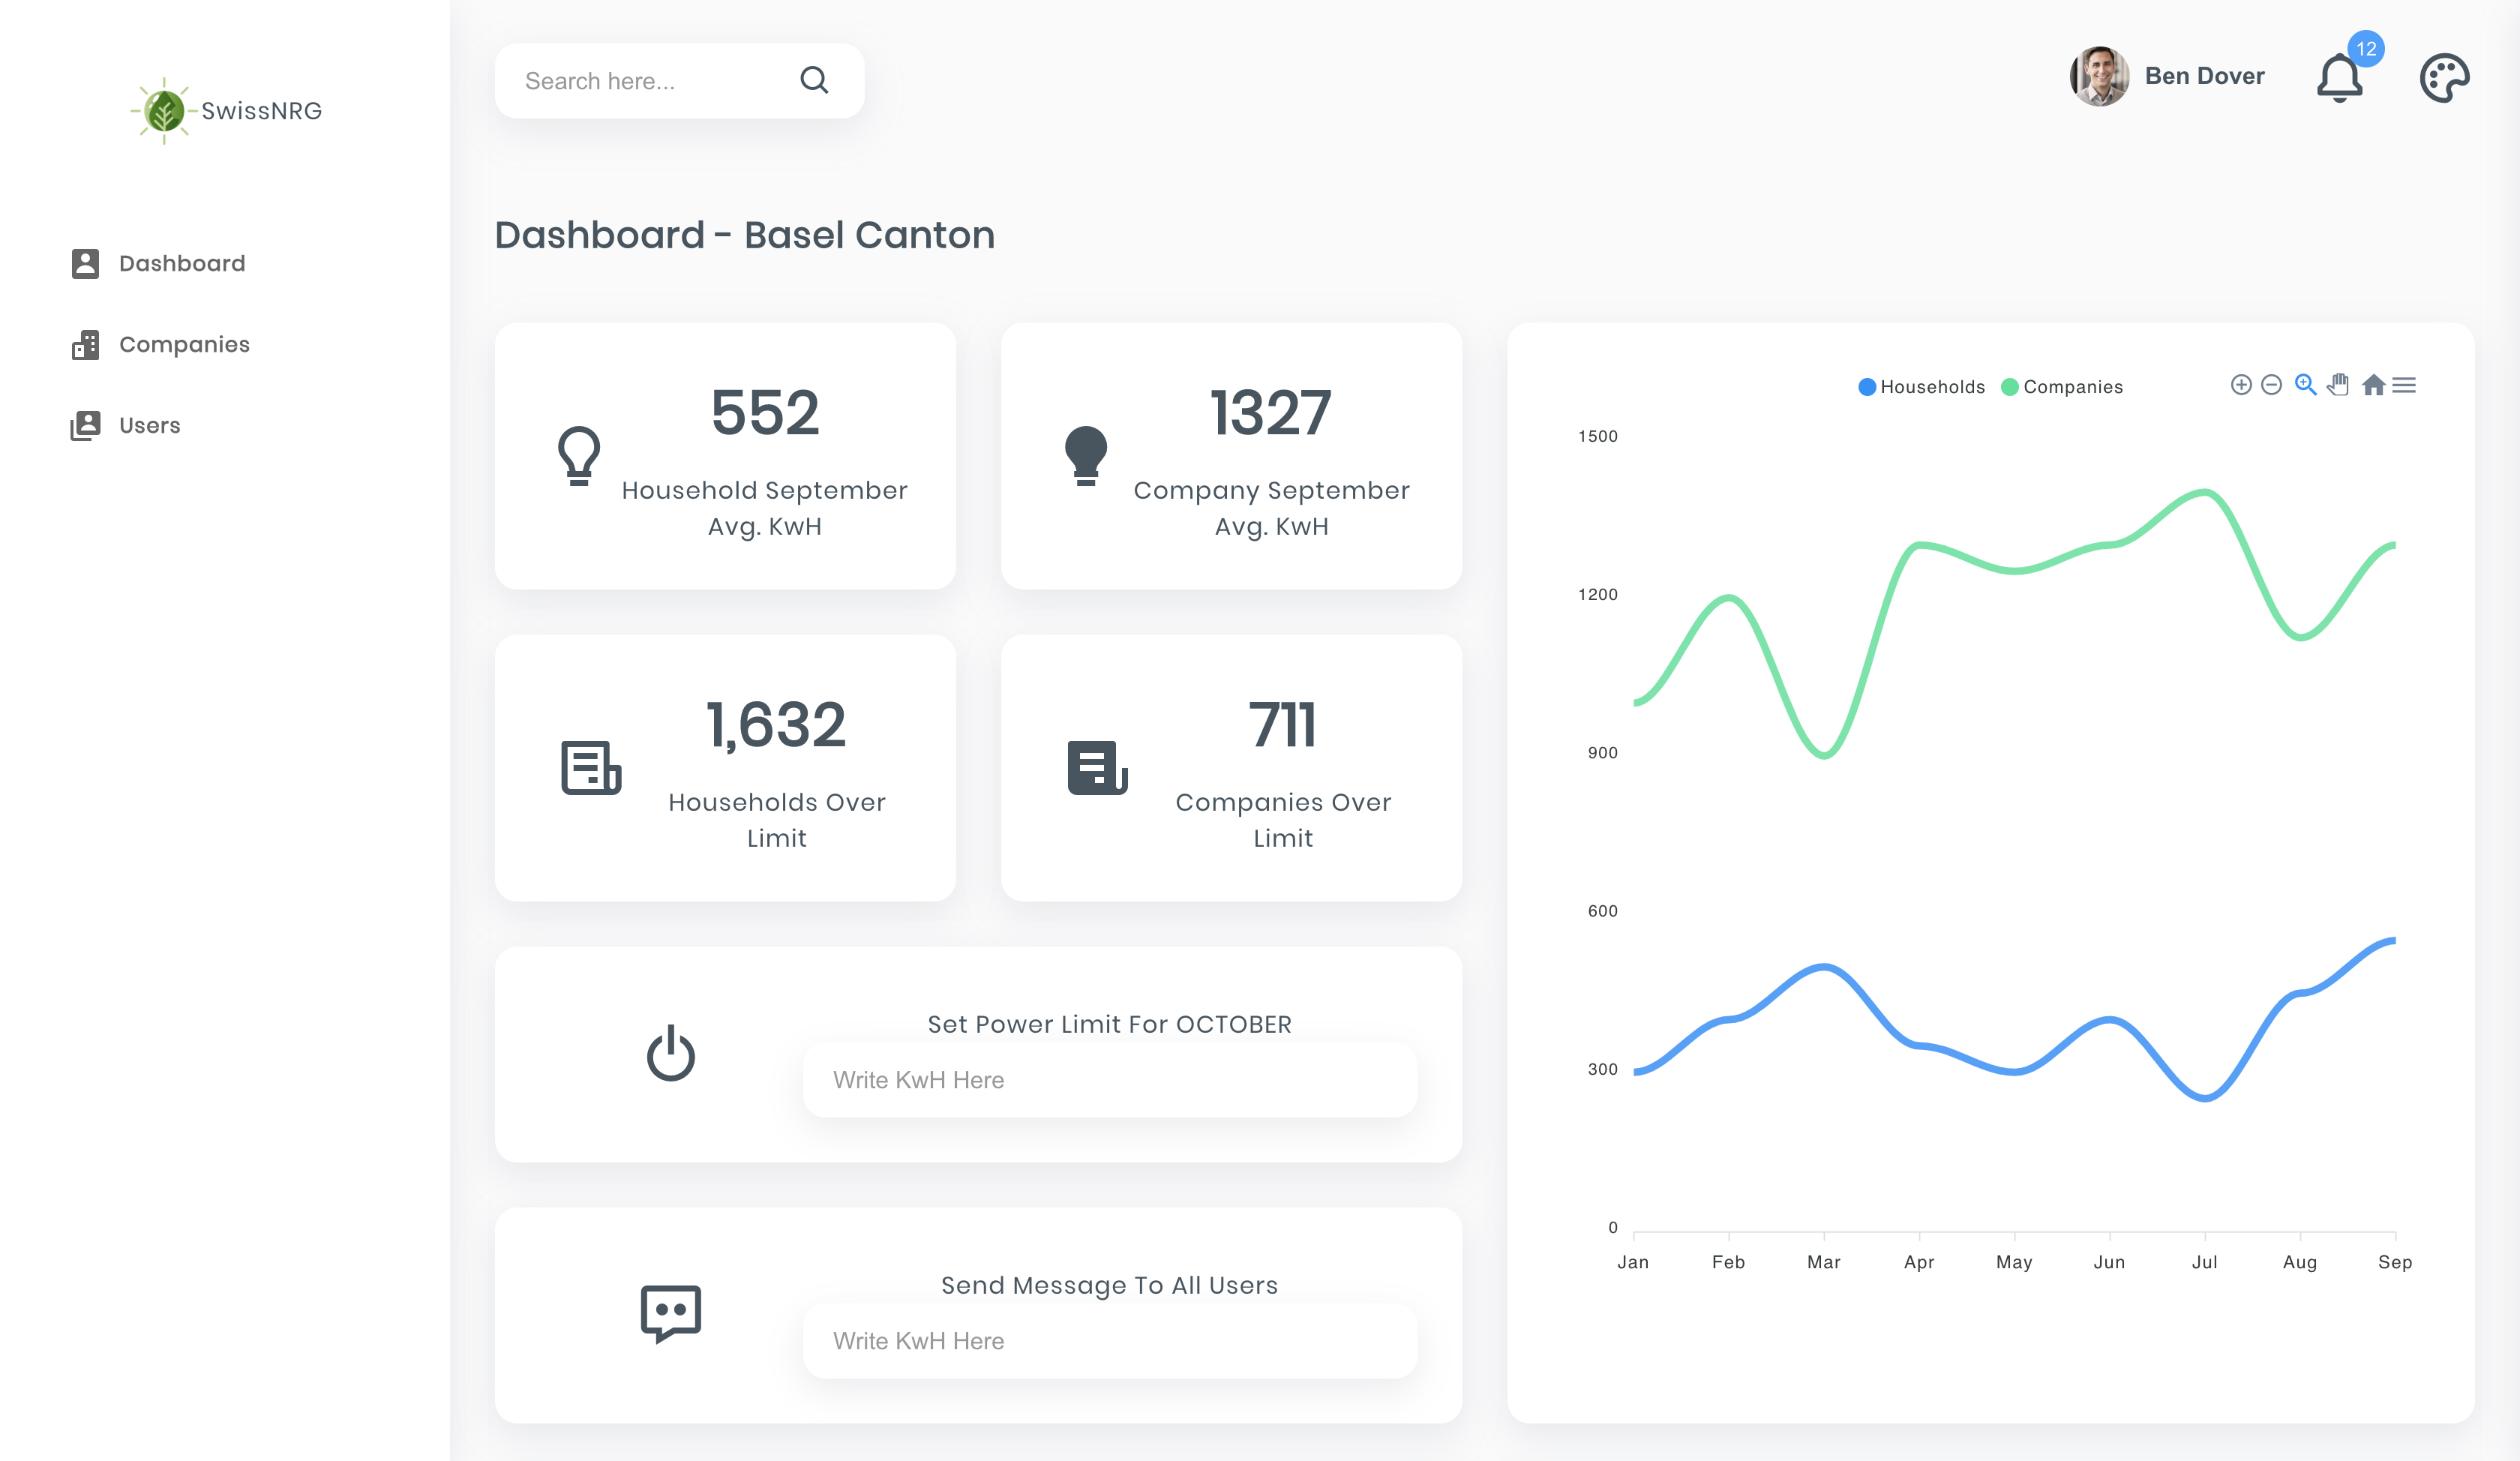 SwissNRG
Dashboard
Companies
Users
Search here...
Ben Dover
12
Dashboard - Basel Canton
552
Household September
Avg. KwH
1327
Company September
Avg. KwH
1,632
Households Over
Limit
711
Companies Over
Limit
Set Power Limit For OCTOBER
Write KwH Here
Send Message To All Users
Write KwH Here
Households Companies
1500
1200
900
600
300
0
Jan Feb Mar Apr May Jun Jul Aug Sep